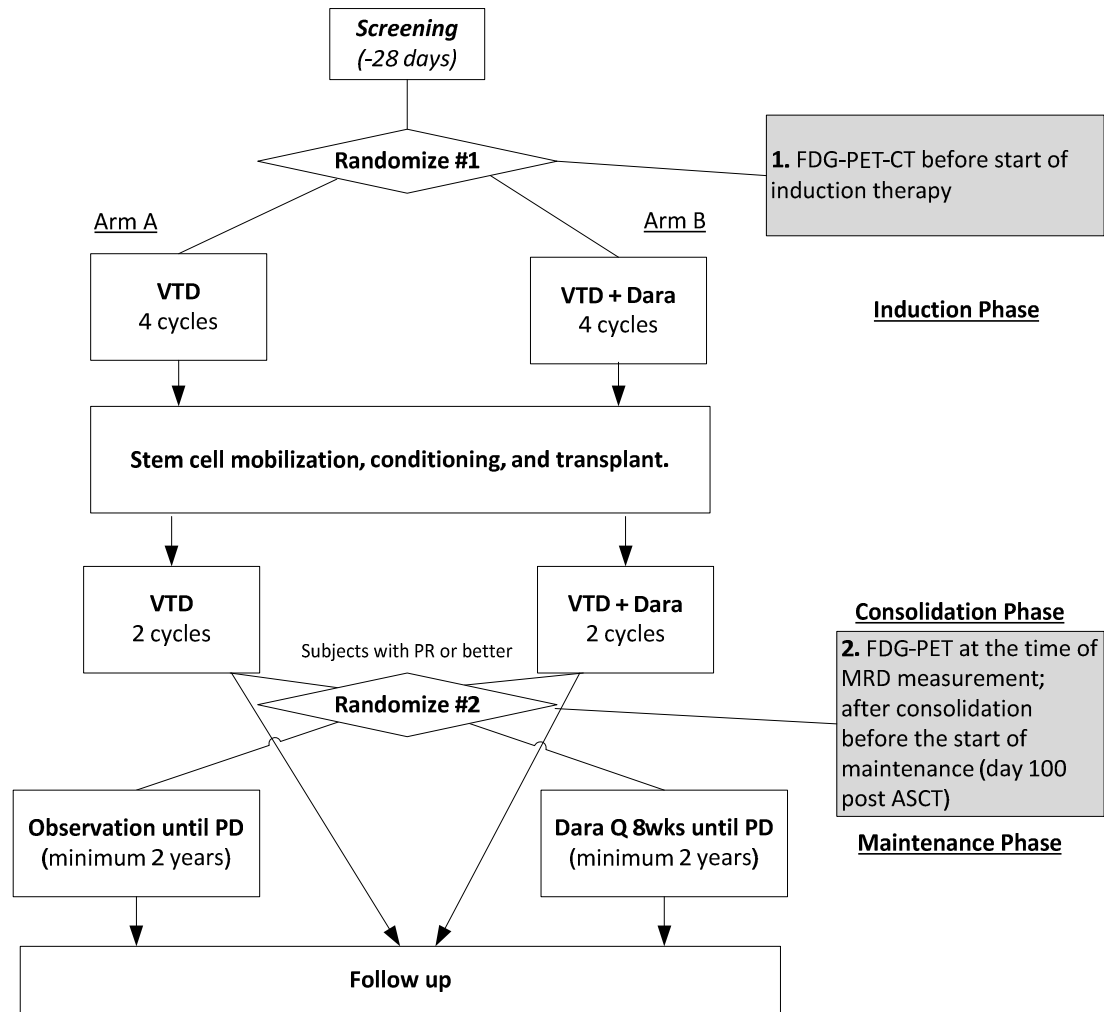 Screening
(-28 days)
Randomize #1
1. FDG-PET-CT before start of
induction therapy
Arm A
Arm B
VTD
4 cycles
VTD + Dara
4 cycles
Induction Phase
Stem cell mobilization, conditioning, and transplant.
VTD
2 cycles
VTD + Dara
2 cycles
Subjects with PR or better
Randomize #2
Consolidation Phase
2. FDG-PET at the time of
MRD measurement;
after consolidation
before the start of
maintenance (day 100
post ASCT)
Observation until PD
(minimum 2 years)
Dara Q 8wks until PD
(minimum 2 years)
Maintenance Phase
Follow up